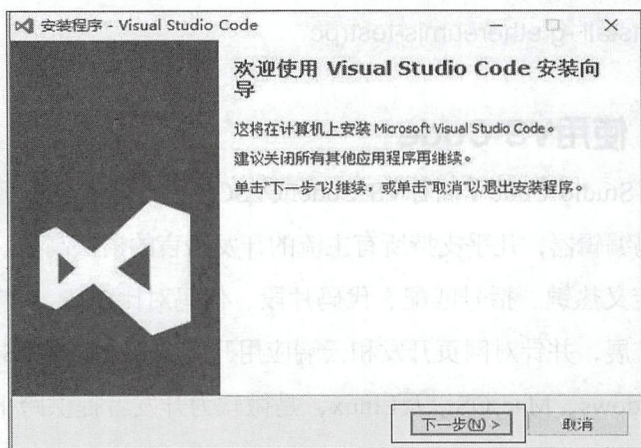 安装程序 - Visual Studio Code
欢迎使用 Visual Studio Code 安装向
导
这将在计算机上安装 Microsoft Visual Studio Code。
建议关闭所有其他应用程序再继续。
单击“下一步”以继续，或单击“取消”以退出安装程序。
下一步(N) >
取消